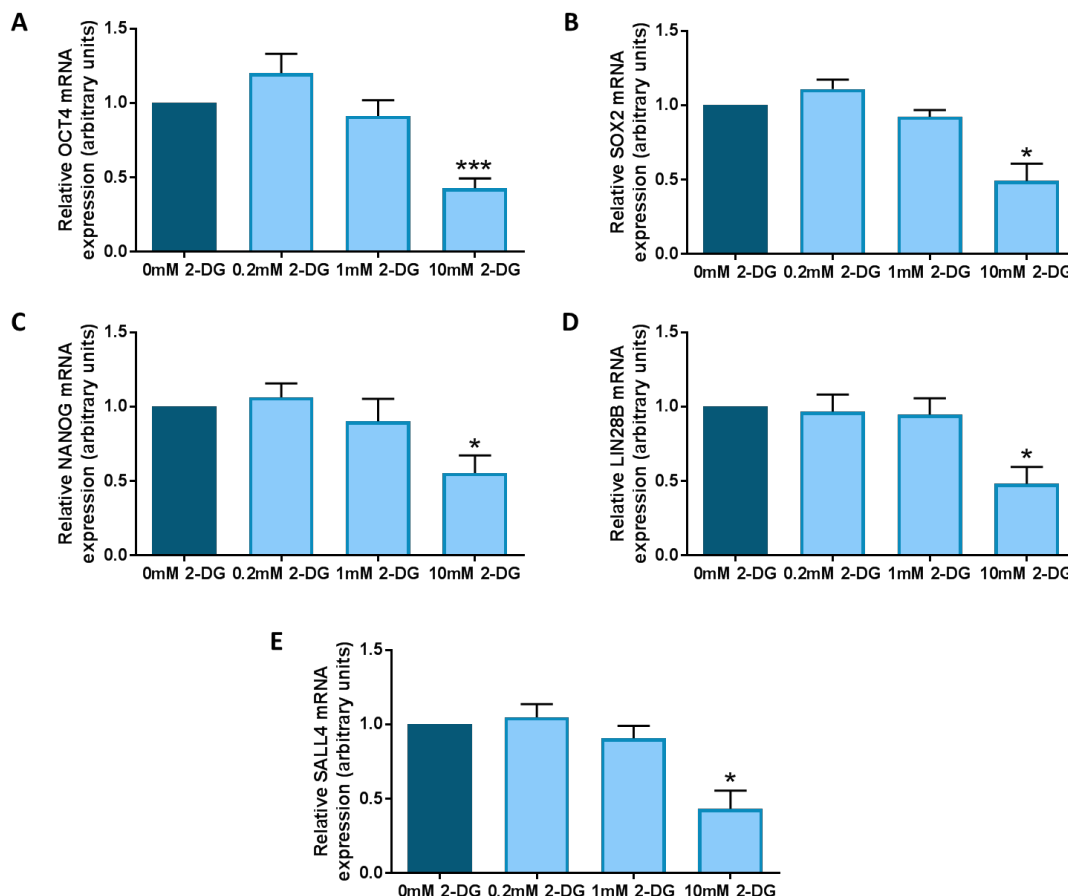 A
Relative OCT4 mRNA
expression (arbitrary units)
1.5
1.0
0.5
0.0
***
0mM 2-DG 0.2mM 2-DG 1mM 2-DG 10mM 2-DG
B
Relative SOX2 mRNA
expression (arbitrary units)
1.5
1.0
0.5
0.0
*
0mM 2-DG 0.2mM 2-DG 1mM 2-DG 10mM 2-DG
C
Relative NANOG mRNA
expression (arbitrary units)
1.5
1.0
0.5
0.0
*
0mM 2-DG 0.2mM 2-DG 1mM 2-DG 10mM 2-DG
D
Relative LIN28B mRNA
expression (arbitrary units)
1.5
1.0
0.5
0.0
*
0mM 2-DG 0.2mM 2-DG 1mM 2-DG 10mM 2-DG
E
Relative SALL4 mRNA
expression (arbitrary units)
1.5
1.0
0.5
0.0
*
0mM 2-DG 0.2mM 2-DG 1mM 2-DG 10mM 2-DG